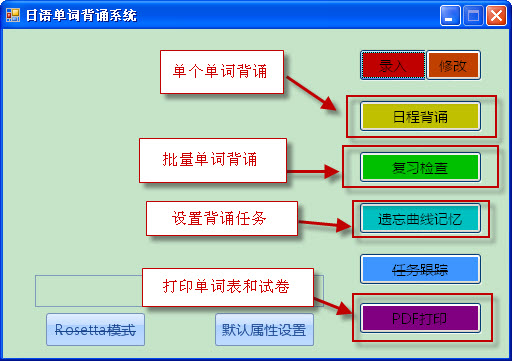 日语单词背诵系统
录入
修改
单个单词背诵
日程背诵
批量单词背诵
复习检查
设置背诵任务
遗忘曲线记忆
任务跟踪
打印单词表和试卷
PDF打印
Rosetta模式
默认属性设置